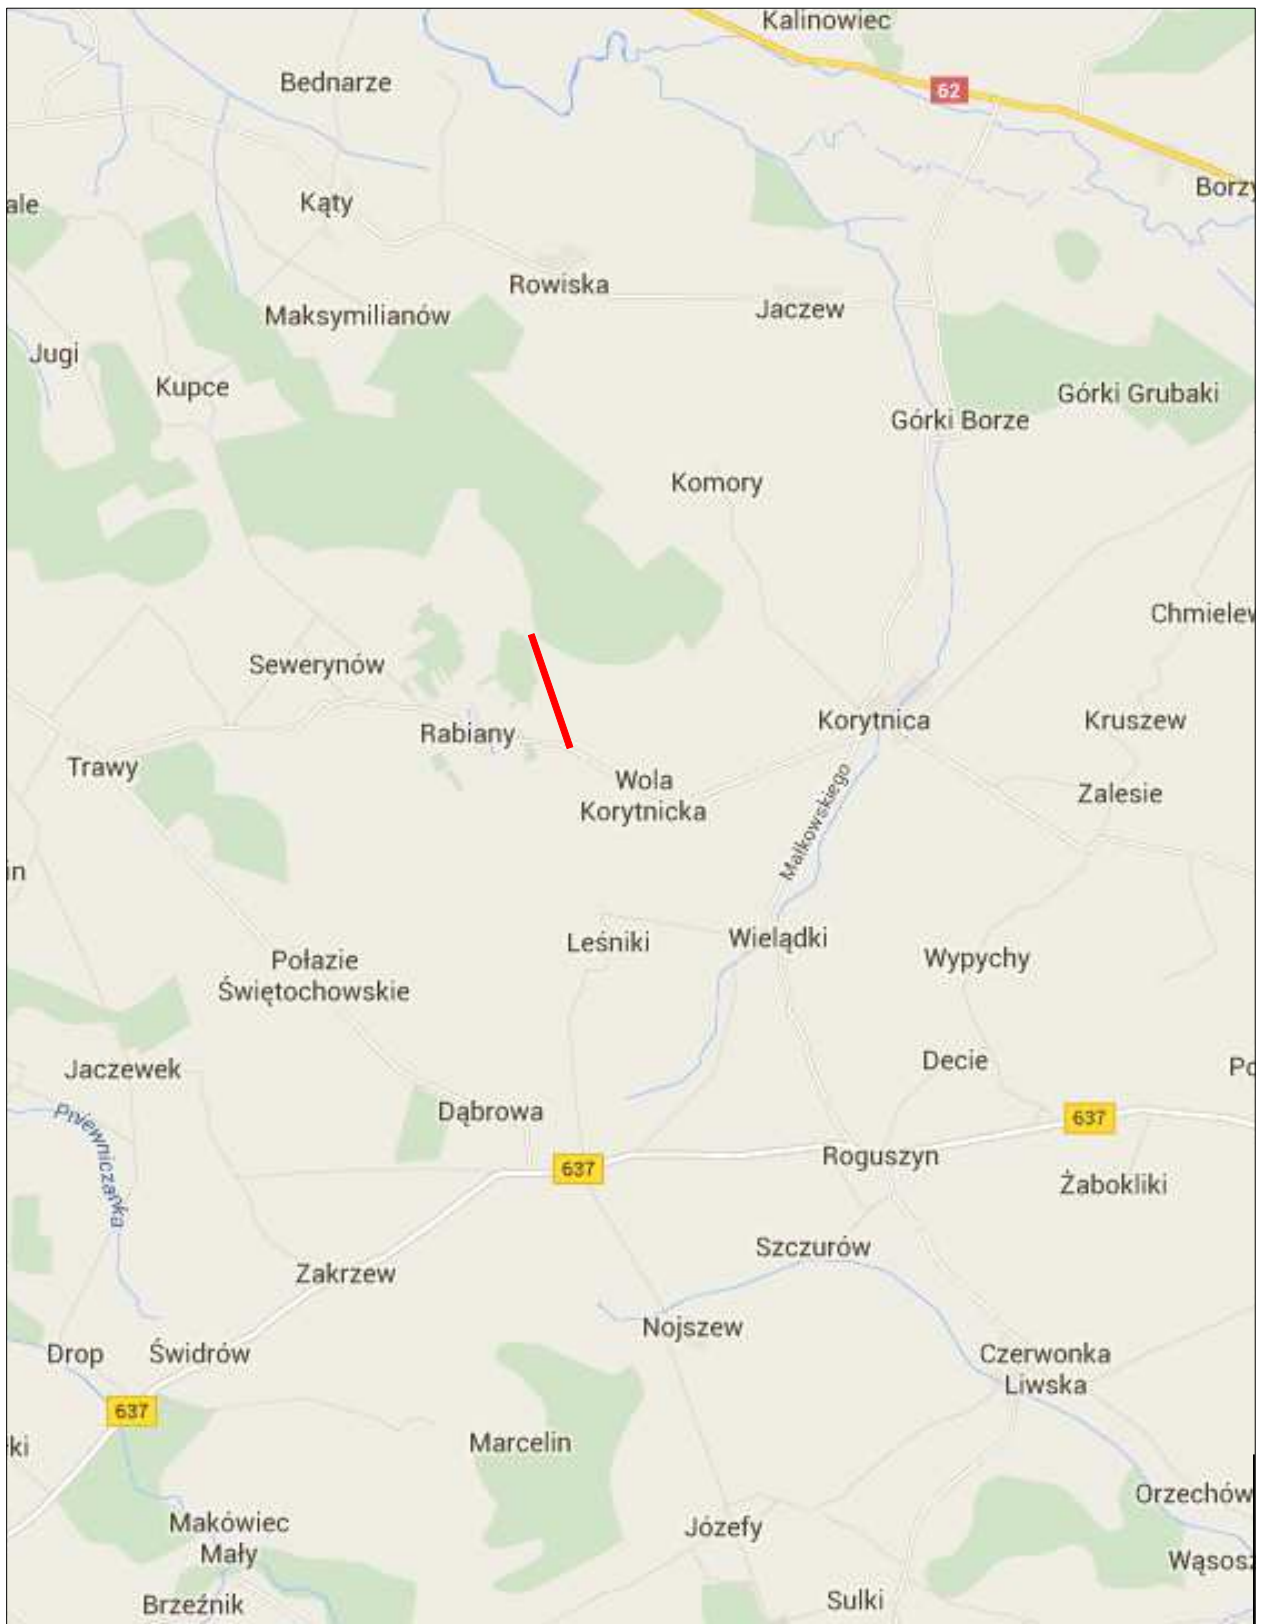 Kalinowiec
Bednarze
62
Borzy
ale
Kąty
Rowiska
Jaczew
Maksymilianów
Jugi
Kupce
Górki Grubaki
Górki Borze
Komory
Chmielew
Sewerynów
Korytnica
Kruszew
Rabiany
Trawy
Wola
Korytnicka
Zalesie
Małkowskiego
in
Leśniki
Wielądki
Połazie
Świętochowskie
Wypychy
Jaczewek
Decie
Po
Pniewniczanka
Dąbrowa
637
637
Roguszyn
Żabokliki
Szczurów
Zakrzew
Nojszew
Drop
Świdrów
Czerwonka
Liwska
637
ki
Marcelin
Orzechów
Makówiec
Mały
Józefy
Wąsosz
Brzeźnik
Sulki